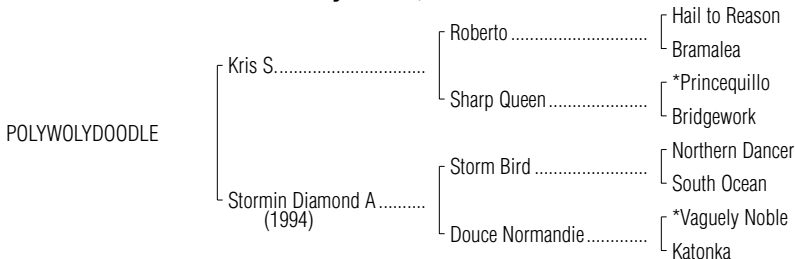 Hail to Reason
Roberto ..............................
Bramalea
Kris S.................................
*Princequillo
Sharp Queen ......................
Bridgework
POLYWOLYDOODLE
Northern Dancer
Storm Bird .........................
South Ocean
Stormin Diamond A ..........
(1994)
*Vaguely Noble
Douce Normandie.............
Katonka